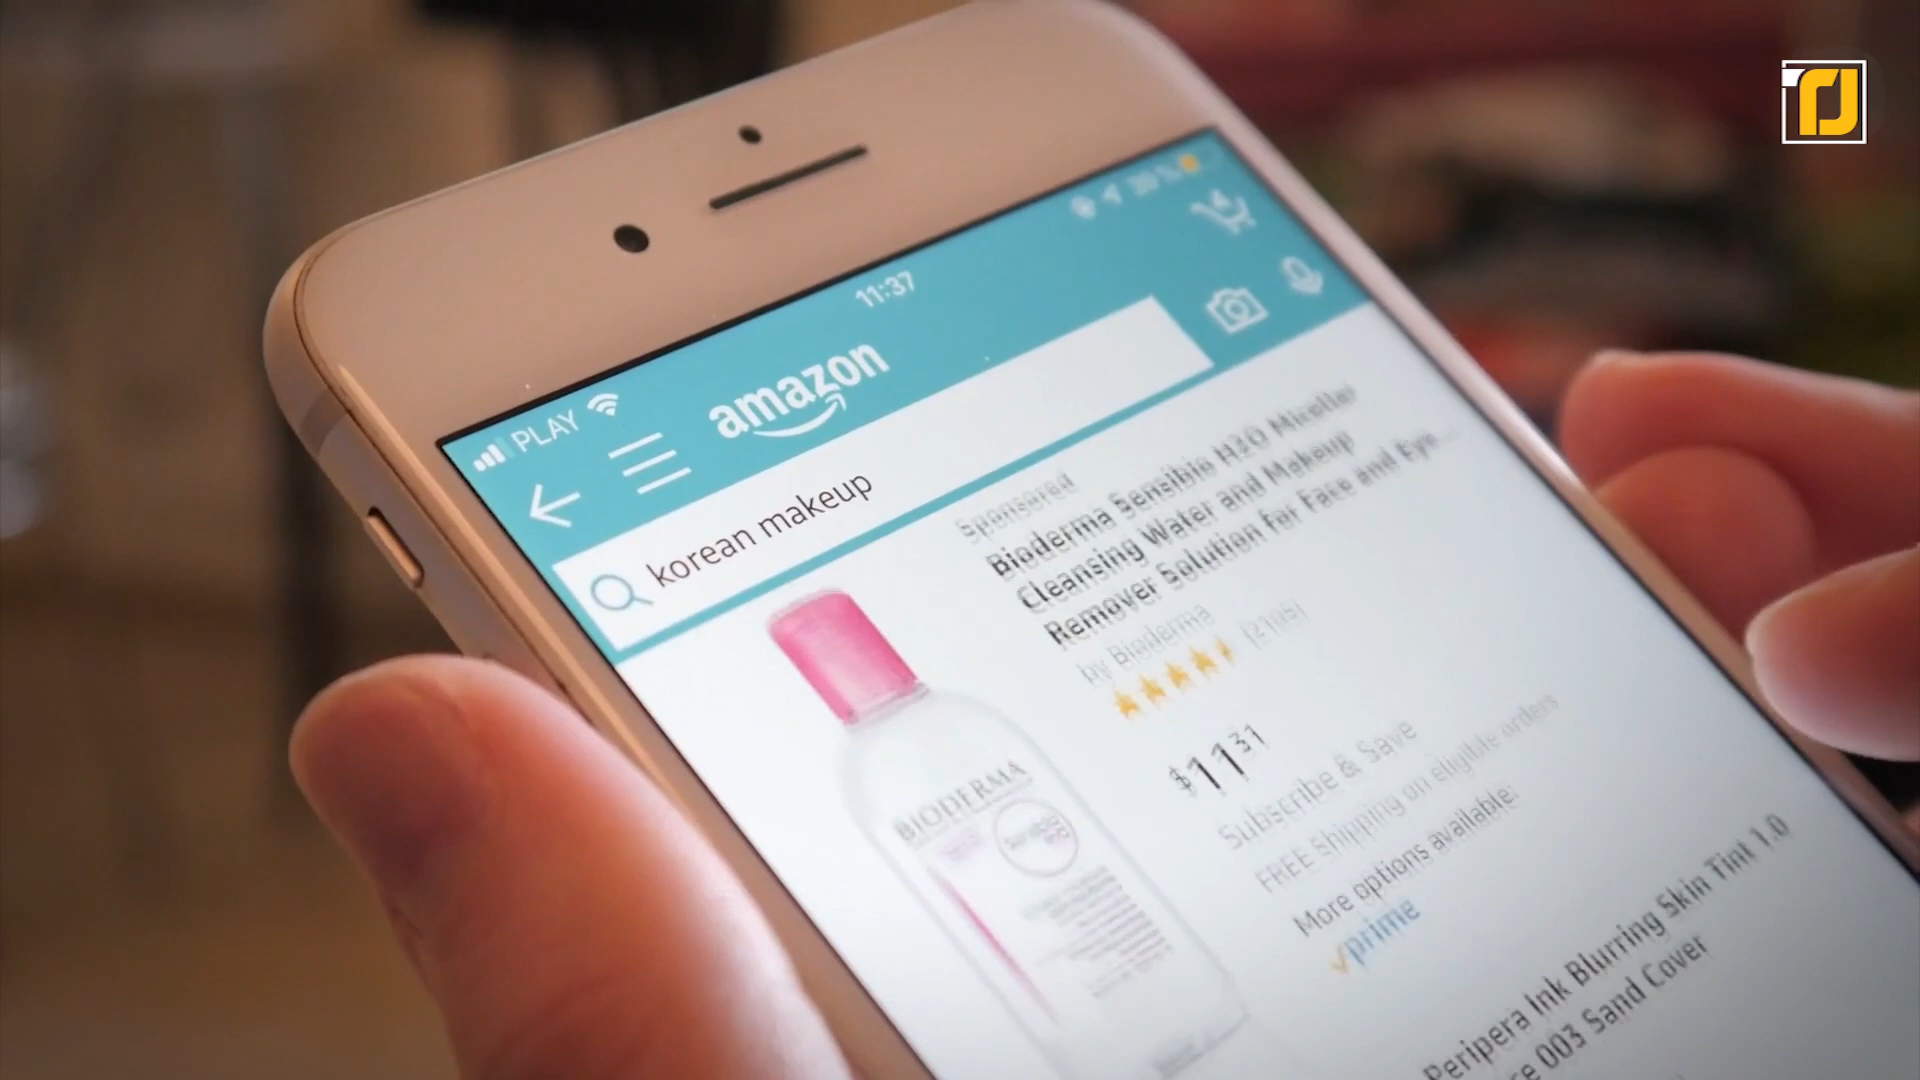 PLAY
11:37
amazon
korean makeup
Sponsored
Bioderma Sensibio H2O Micellar
Cleansing Water and Makeup
Remover Solution for Face and Eye...
by Bioderma
$11 31
Subscribe & Save
FREE Shipping on eligible orders
More options available:
prime
BIODERMA
Peripera Ink Blurring Skin Tint 1.0
003 Sand Cover